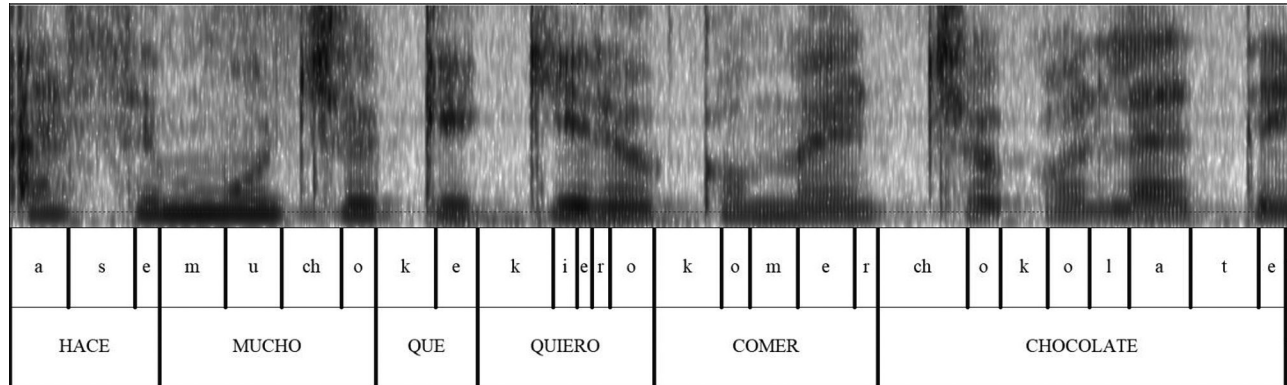 a s e m u ch o k e k i e r o k o m e r ch o k o l a t e
HACE MUCHO QUE QUIERO COMER CHOCOLATE